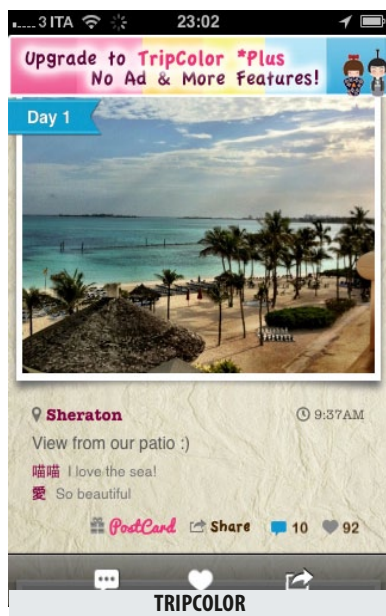 3 ITA 23:02
Upgrade to TripColor *Plus
No Ad & More Features!
Day 1
Sheraton 9:37AM
View from our patio :)
喵喵 I love the sea!
愛 So beautiful
PostCard Share 10 92
TRIPCOLOR